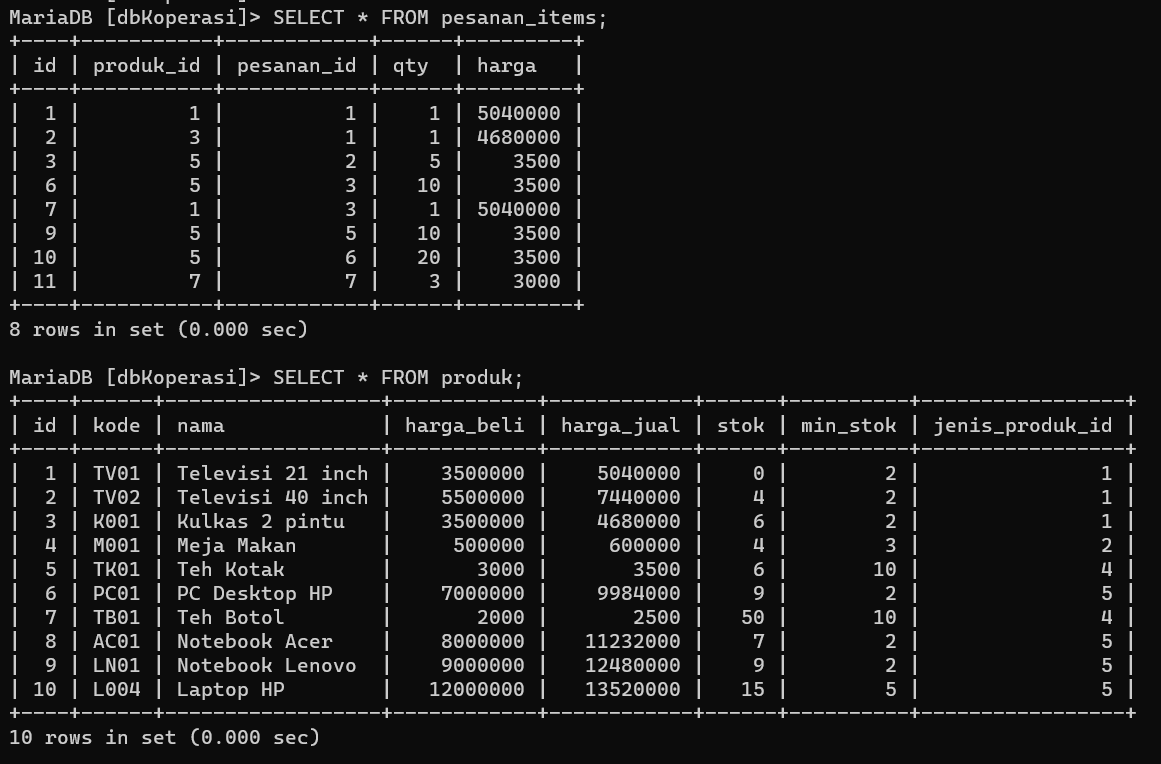 MariaDB [dbKoperasi]> SELECT * FROM pesanan_items;
+----+-----------+------------+------+---------+
| id | produk_id | pesanan_id | qty  | harga   |
+----+-----------+------------+------+---------+
|  1 |         1 |          1 |    1 | 5040000 |
|  2 |         3 |          1 |    1 | 4680000 |
|  3 |         5 |          2 |    5 |    3500 |
|  6 |         5 |          3 |   10 |    3500 |
|  7 |         1 |          3 |    1 | 5040000 |
|  9 |         5 |          5 |   10 |    3500 |
| 10 |         5 |          6 |   20 |    3500 |
| 11 |         7 |          7 |    3 |    3000 |
+----+-----------+------------+------+---------+
8 rows in set (0.000 sec)

MariaDB [dbKoperasi]> SELECT * FROM produk;
+----+------+------------------+------------+------------+------+----------+-----------------+
| id | kode | nama             | harga_beli | harga_jual | stok | min_stok | jenis_produk_id |
+----+------+------------------+------------+------------+------+----------+-----------------+
|  1 | TV01 | Televisi 21 inch |    3500000 |    5040000 |    0 |        2 |               1 |
|  2 | TV02 | Televisi 40 inch |    5500000 |    7440000 |    4 |        2 |               1 |
|  3 | K001 | Kulkas 2 pintu   |    3500000 |    4680000 |    6 |        2 |               1 |
|  4 | M001 | Meja Makan       |     500000 |     600000 |    4 |        3 |               2 |
|  5 | TK01 | Teh Kotak        |       3000 |       3500 |    6 |       10 |               4 |
|  6 | PC01 | PC Desktop HP    |    7000000 |    9984000 |    9 |        2 |               5 |
|  7 | TB01 | Teh Botol        |       2000 |       2500 |   50 |       10 |               4 |
|  8 | AC01 | Notebook Acer    |    8000000 |   11232000 |    7 |        2 |               5 |
|  9 | LN01 | Notebook Lenovo  |    9000000 |   12480000 |    9 |        2 |               5 |
| 10 | L004 | Laptop HP        |   12000000 |   13520000 |   15 |        5 |               5 |
+----+------+------------------+------------+------------+------+----------+-----------------+
10 rows in set (0.000 sec)